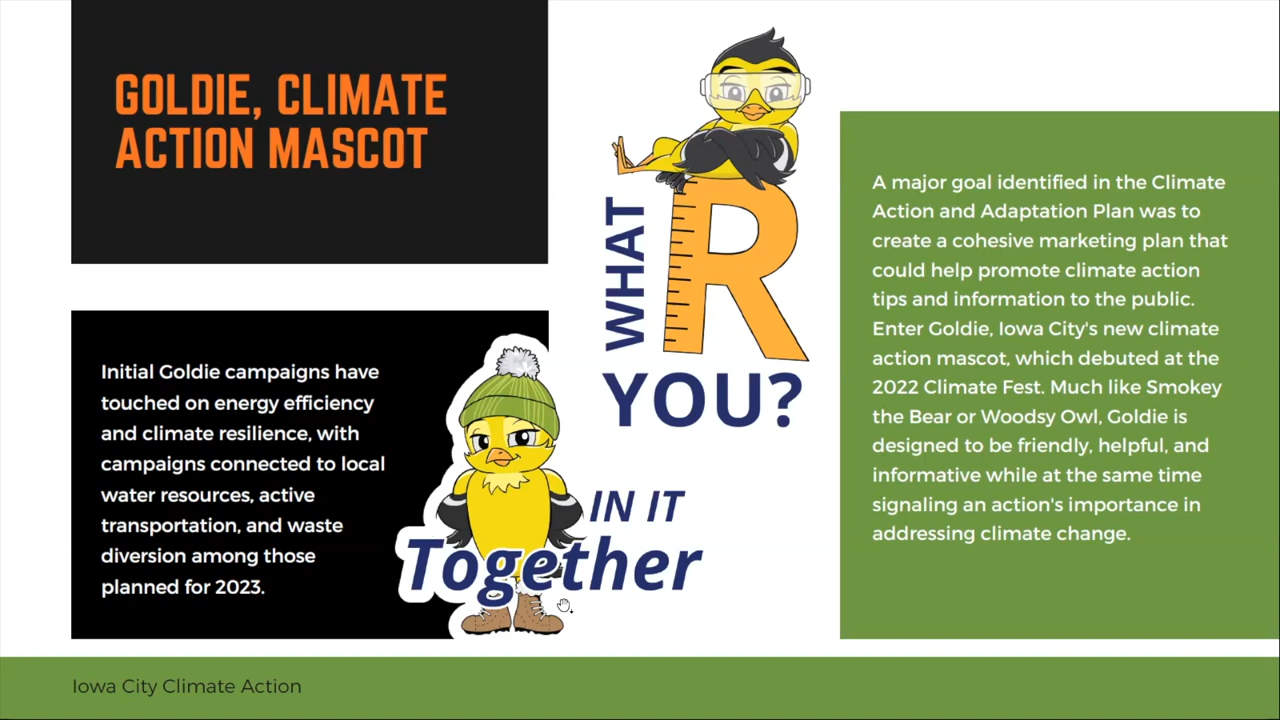 GOLDIE, CLIMATE
ACTION MASCOT
Initial Goldie campaigns have
touched on energy efficiency
and climate resilience, with
campaigns connected to local
water resources, active
transportation, and waste
diversion among those
planned for 2023.
WHAT
R
YOU?
IN IT
Together
A major goal identified in the Climate
Action and Adaptation Plan was to
create a cohesive marketing plan that
could help promote climate action
tips and information to the public.
Enter Goldie, Iowa City's new climate
action mascot, which debuted at the
2022 Climate Fest. Much like Smokey
the Bear or Woodsy Owl, Goldie is
designed to be friendly, helpful, and
informative while at the same time
signaling an action's importance in
addressing climate change.
Iowa City Climate Action